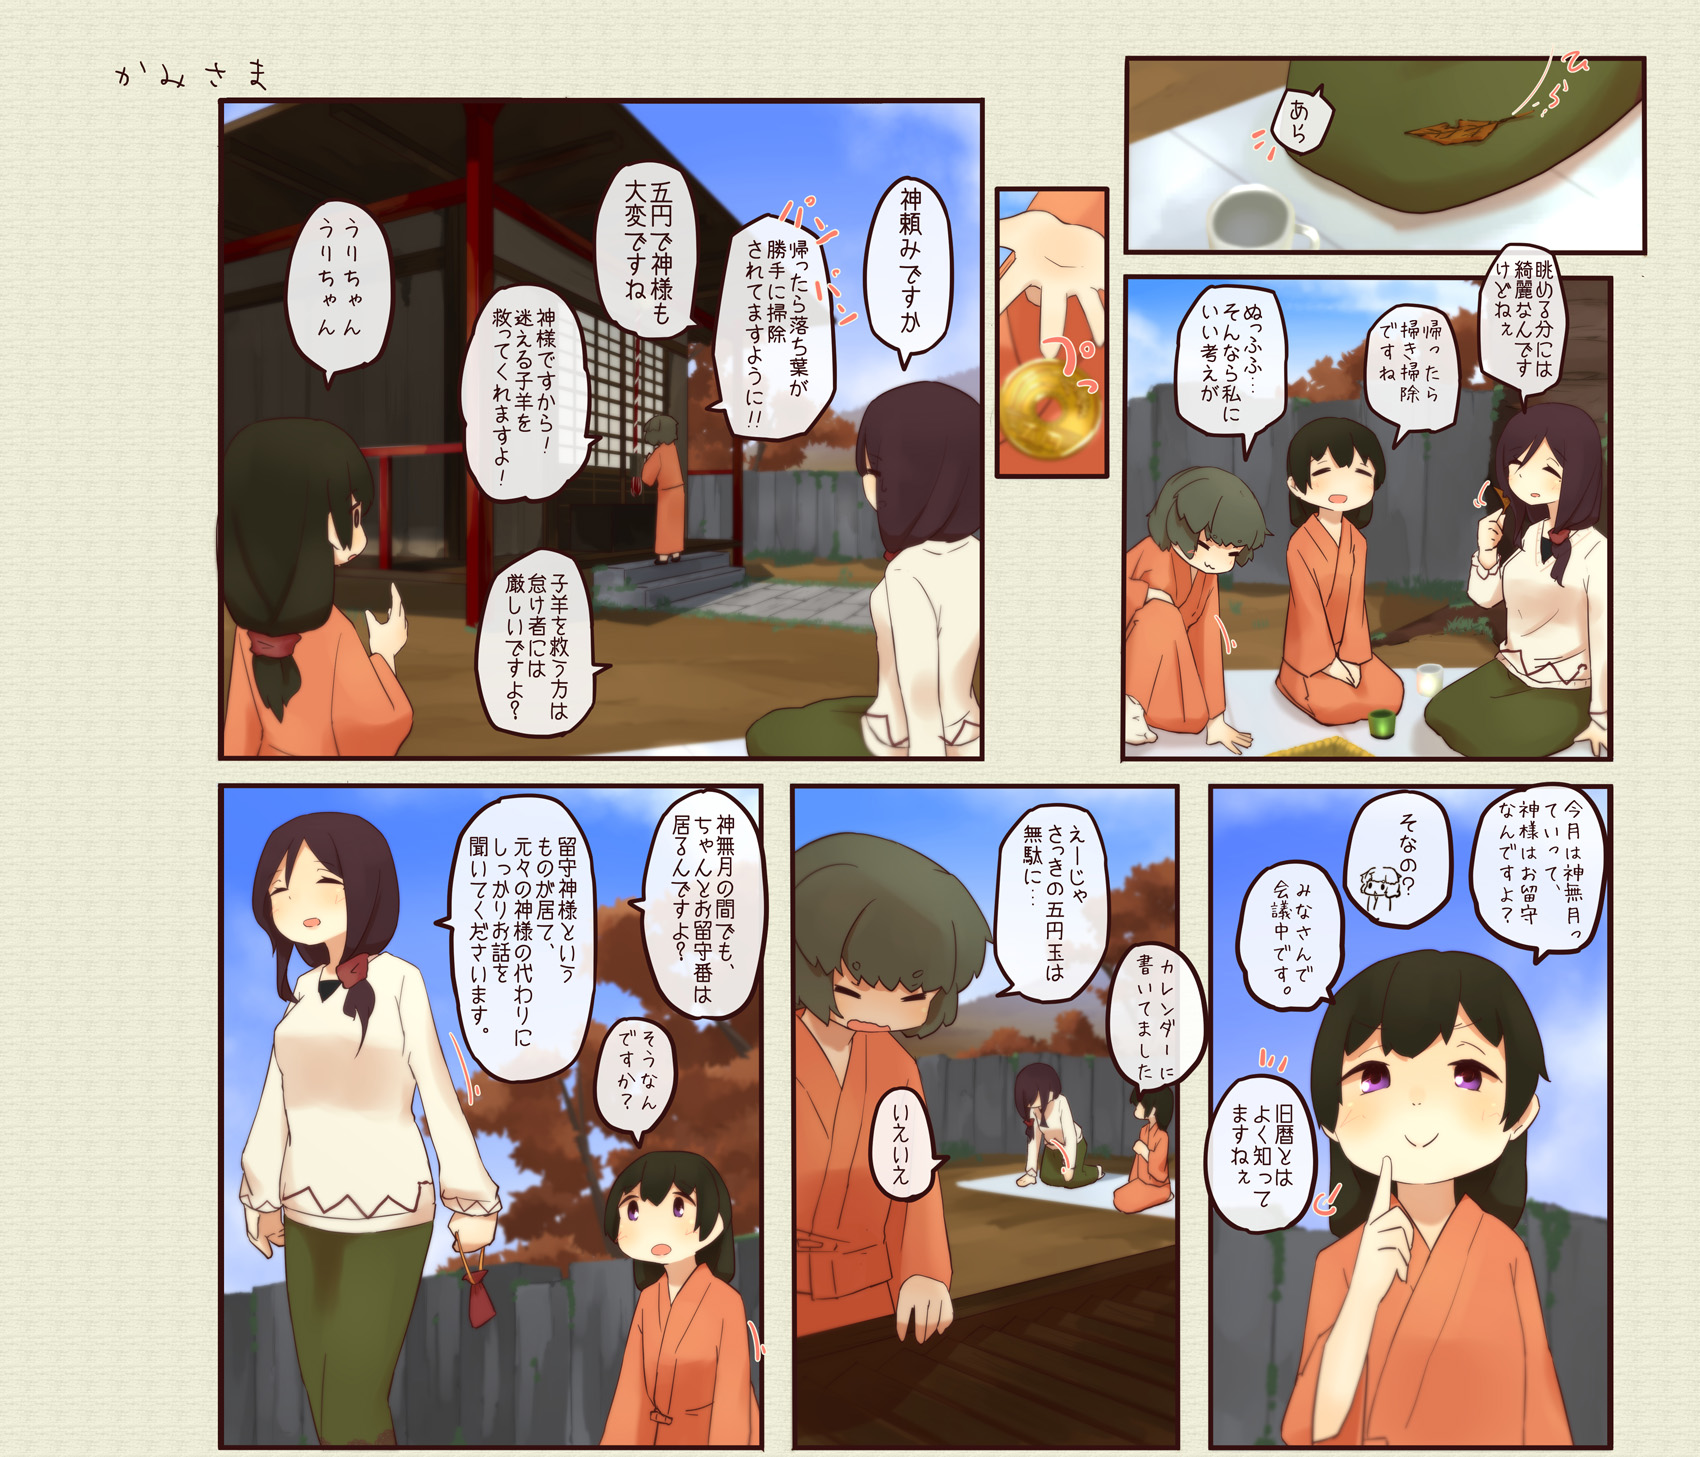 かみさま
ひら
あら
眺める分には
綺麗なんです
けどねぇ
帰ったら
掃き掃除
ですね
ぬっふふ…
そんなら私に
いい考えが
ぷっ
神頼みですか
パン
パン
帰ったら落ち葉が
勝手に掃除
されてますように!!
五円で神様も
大変ですね
神様ですから!
迷える子羊を
救ってくれますよ!
子羊を救う方は
怠け者には
厳しいですよ?
うりちゃん
うりちゃん
今月は神無月っ
ていって、
神様はお留守
なんですよ?
そなの?
みなさんで
会議中です。
旧暦とは
よく知って
ますねぇ
カレンダーに
書いてました
えーじゃ
さっきの五円玉は
無駄に…
いえいえ
神無月の間でも、
ちゃんとお留守番は
居るんですよ?
留守神様という
ものが居て、
元々の神様の代わりに
しっかりお話を
聞いてくださいます。
そうなん
ですか?